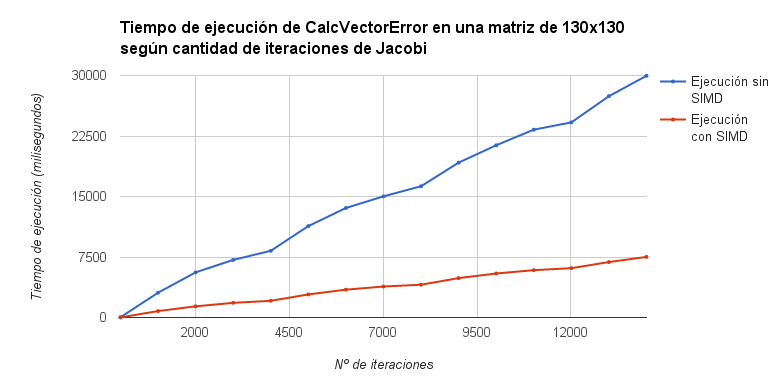 Tiempo de ejecución de CalcVectorError en una matriz de 130x130
según cantidad de iteraciones de Jacobi
30000
22500
15000
7500
0
Tiempo de ejecución (milisegundos)
2000
4500
7000
9500
12000
Nº de iteraciones
Ejecución sin
SIMD
Ejecución
con SIMD